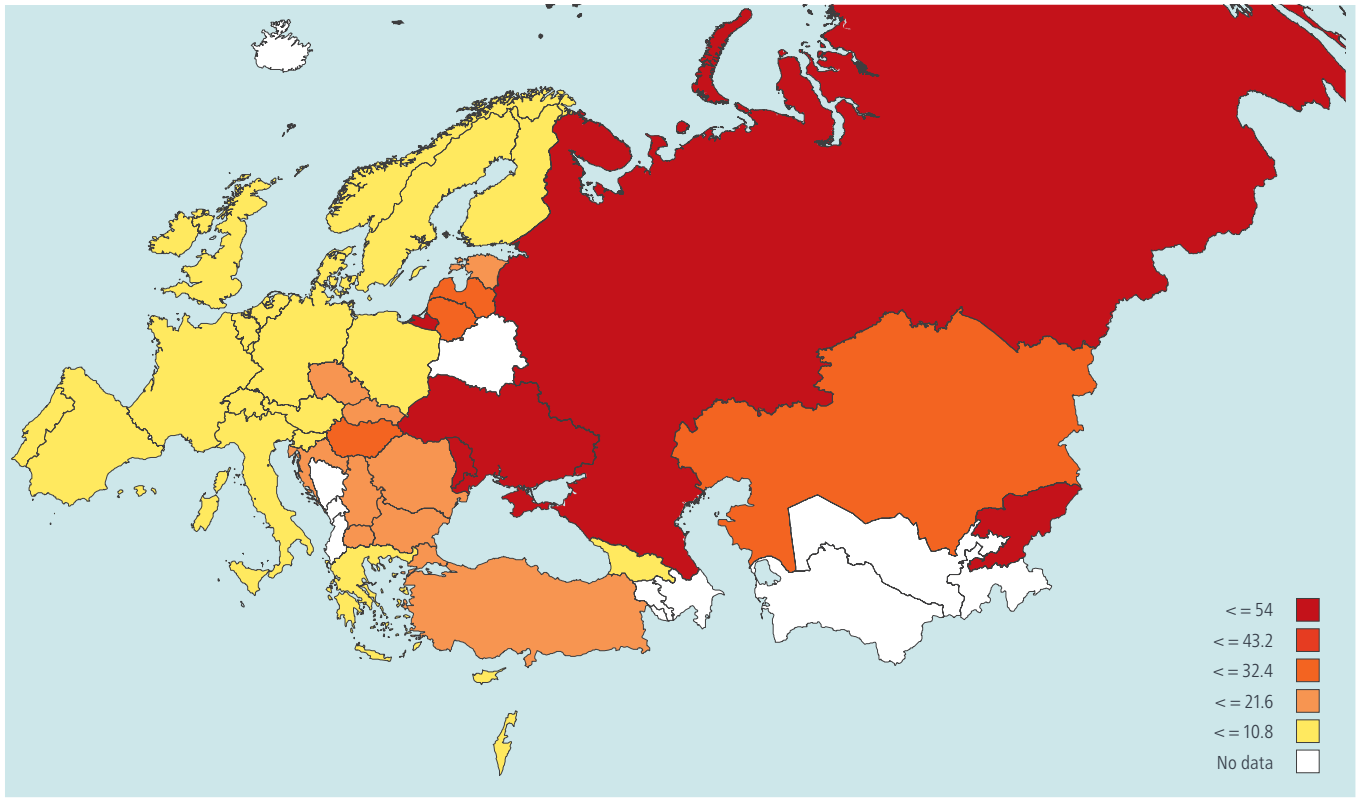 < = 54
< = 43.2
< = 32.4
< = 21.6
< = 10.8
No data